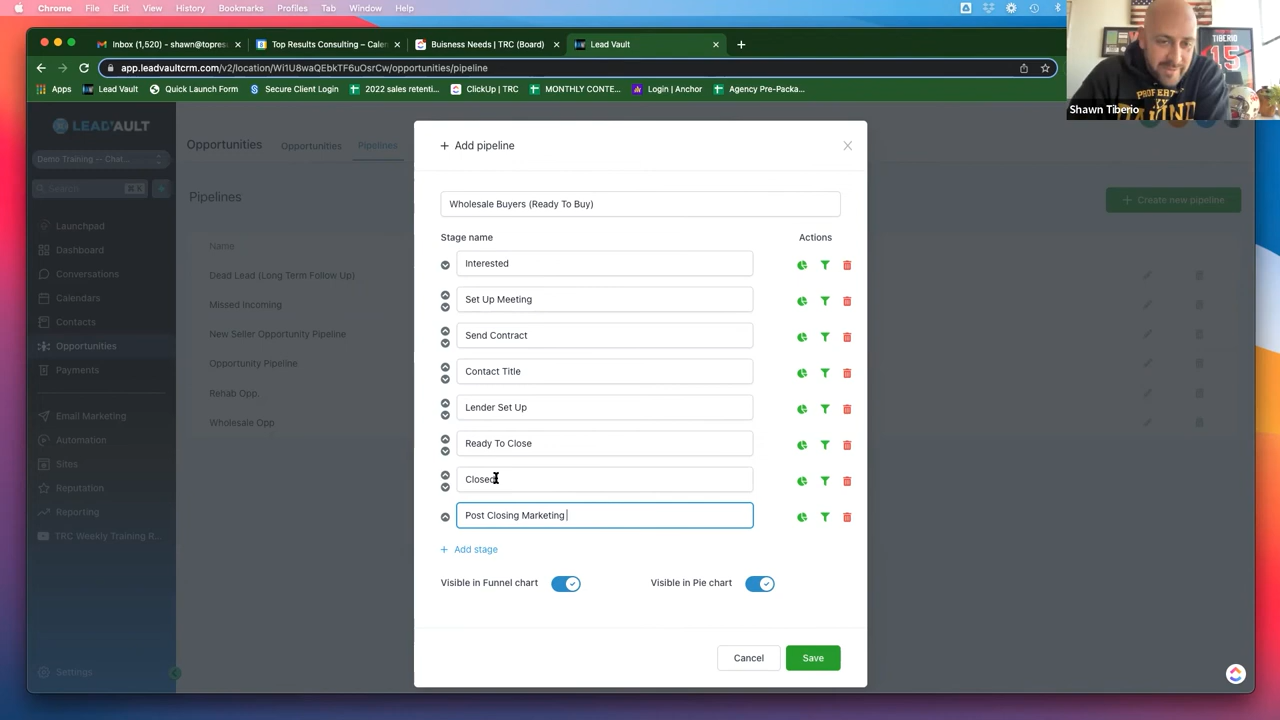 Chrome File Edit View History Bookmarks Profiles Tab Window Help
Inbox (1,520) - shawn@topres
Top Results Consulting – Calen
Buisness Needs | TRC (Board)
Lead Vault
app.leadvaultcrm.com/v2/location/Wi1U8waQEbkTF6uOsrCw/opportunities/pipeline
Apps Lead Vault Quick Launch Form Secure Client Login 2022 sales retenti... ClickUp | TRC MONTHLY CONTE... Login | Anchor Agency Pre-Packa...
TIBERIO
15
Shawn Tiberio
LEADVAULT
Demo Training -- Chat...
Search
⌘K
Launchpad
Dashboard
Conversations
Calendars
Contacts
Opportunities
Payments
Email Marketing
Automation
Sites
Reputation
Reporting
TRC Weekly Training R...
Settings
Opportunities Opportunities Pipelines
Pipelines
+ Create new pipeline
Name
Dead Lead (Long Term Follow Up)
Missed Incoming
New Seller Opportunity Pipeline
Opportunity Pipeline
Rehab Opp.
Wholesale Opp
+ Add pipeline
Wholesale Buyers (Ready To Buy)
Stage name Actions
Interested
Set Up Meeting
Send Contract
Contact Title
Lender Set Up
Ready To Close
Closed
Post Closing Marketing
+ Add stage
Visible in Funnel chart Visible in Pie chart
Cancel Save